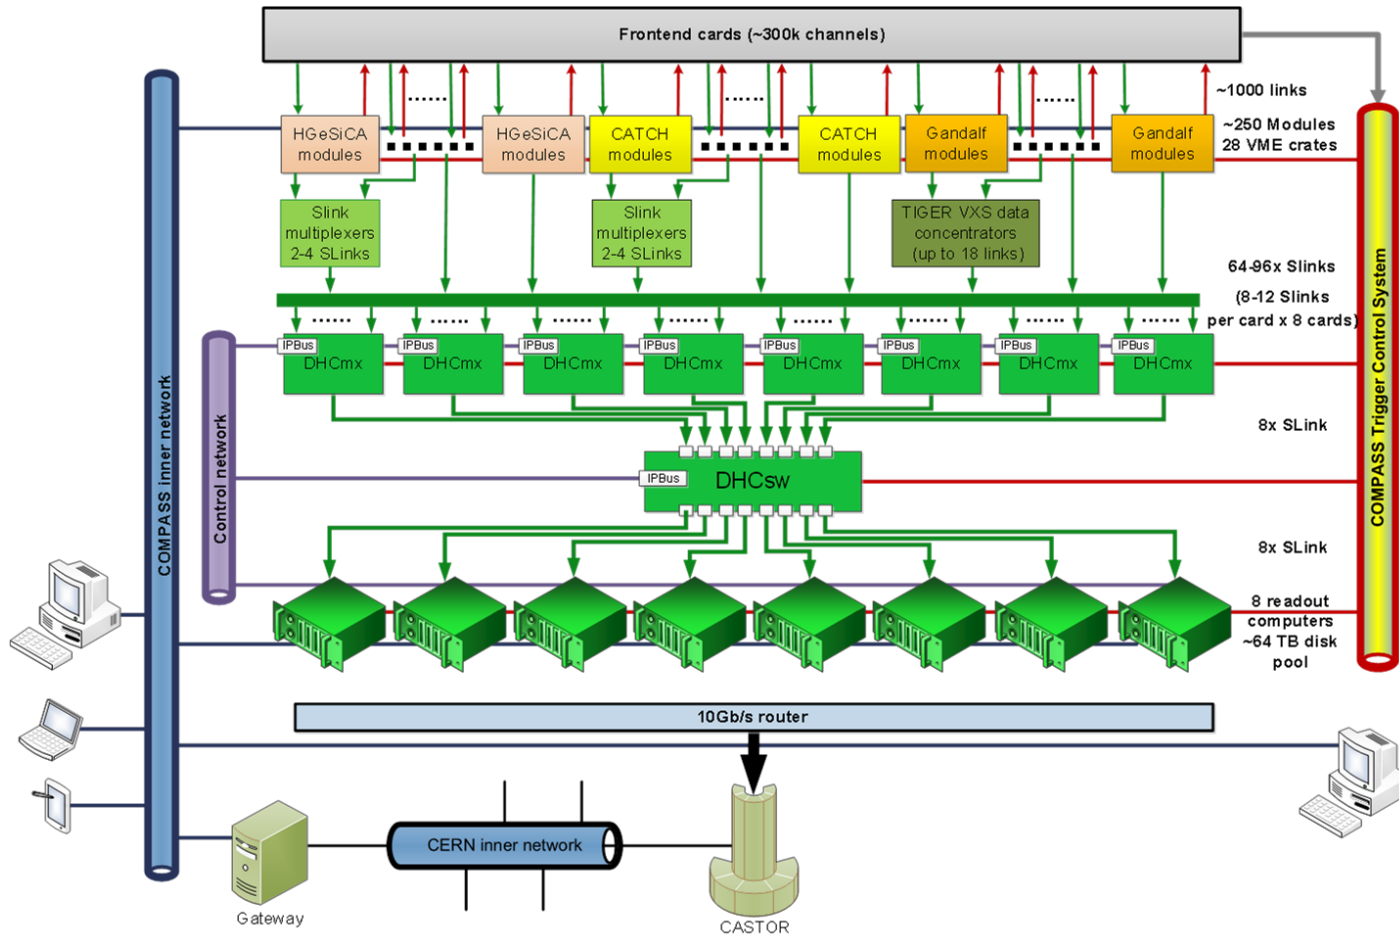 Frontend cards (~300k channels)
~1000 links
HGeSiCA
modules
HGeSiCA
modules
CATCH
modules
CATCH
modules
Gandalf
modules
Gandalf
modules
~250 Modules
28 VME crates
Slink
multiplexers
2-4 SLinks
Slink
multiplexers
2-4 SLinks
TIGER VXS data
concentrators
(up to 18 links)
64-96x Slinks
(8-12 Slinks
per card x 8 cards)
IPBus
DHCmx
IPBus
DHCmx
IPBus
DHCmx
IPBus
DHCmx
IPBus
DHCmx
IPBus
DHCmx
IPBus
DHCmx
IPBus
DHCmx
COMPASS inner network
Control network
COMPASS Trigger Control System
8x SLink
IPBus
DHCsw
8x SLink
8 readout
computers
~64 TB disk
pool
10Gb/s router
CERN inner network
Gateway
CASTOR